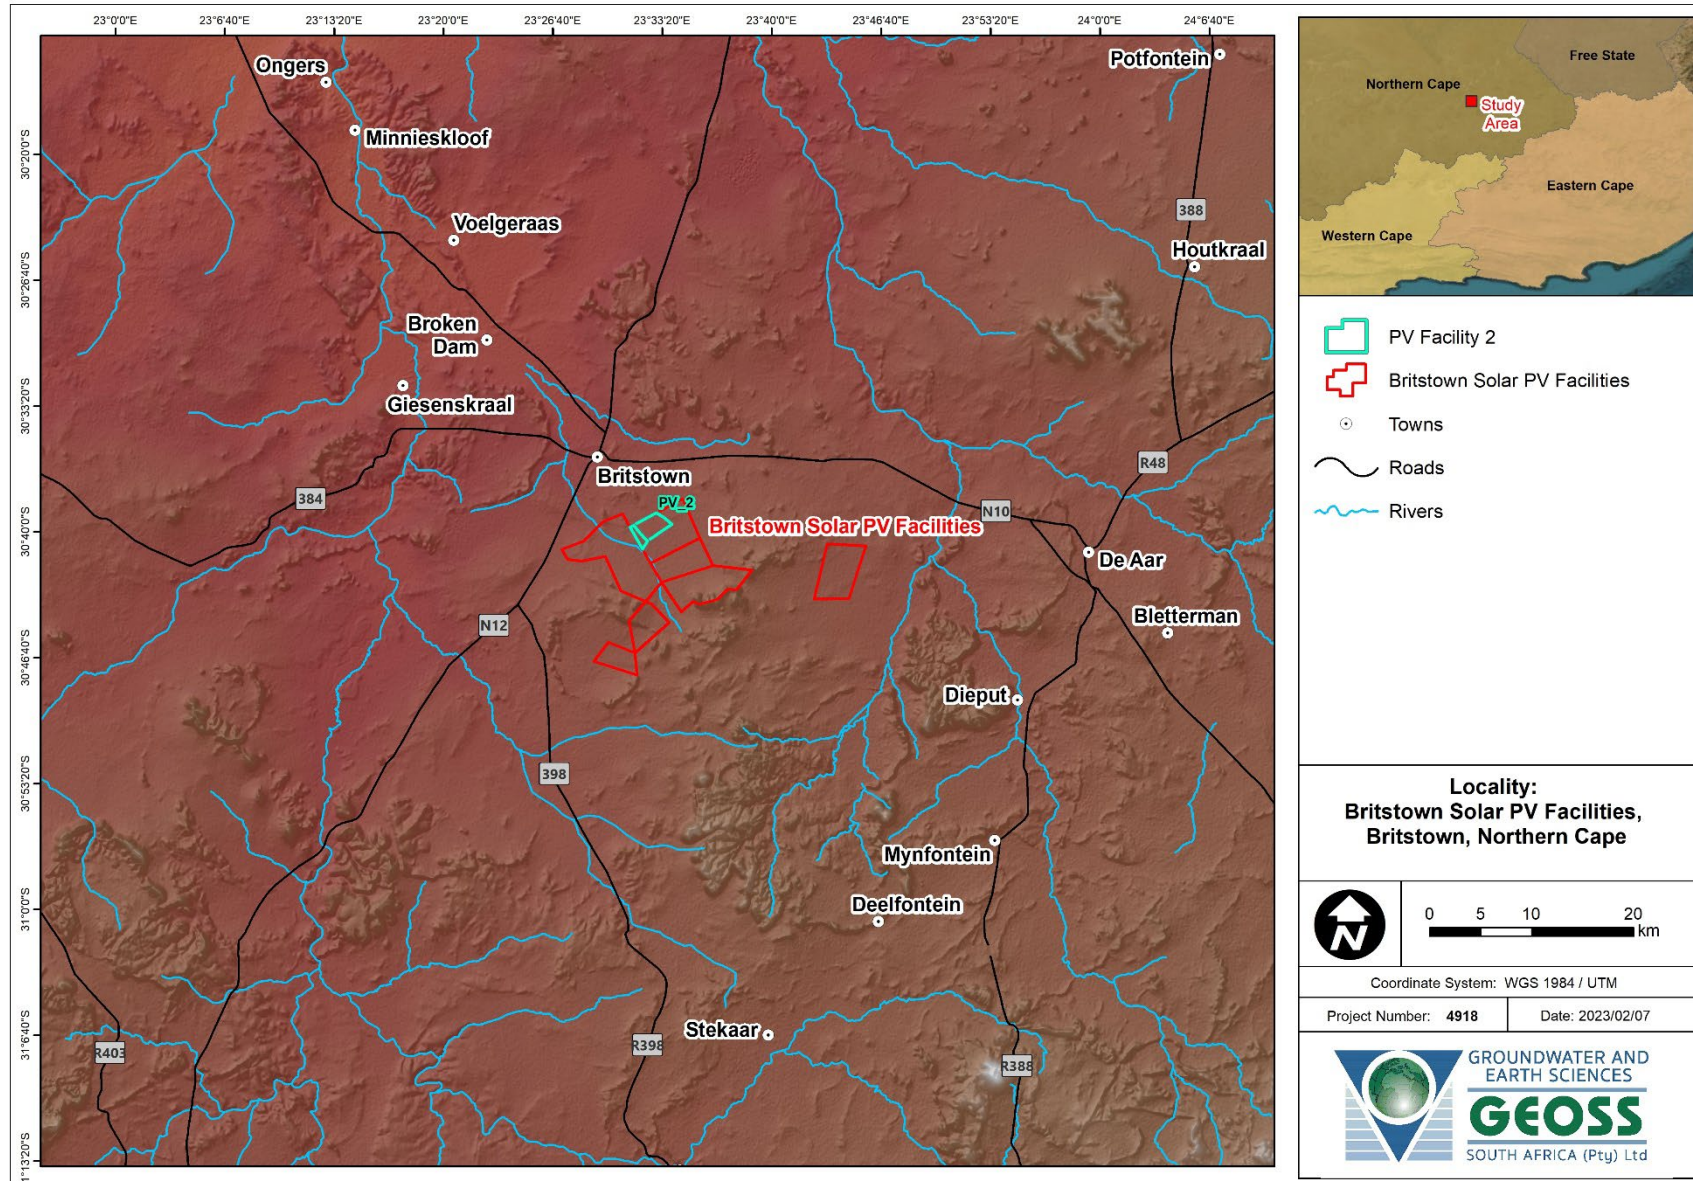 23°0'0"E
23°6'40"E
23°13'20"E
23°20'0"E
23°26'40"E
23°33'20"E
23°40'0"E
23°46'40"E
23°53'20"E
24°0'0"E
24°6'40"E
30°20'0"S
30°26'40"S
30°33'20"S
30°40'0"S
30°46'40"S
30°53'20"S
31°0'0"S
31°6'40"S
1°13'20"S
Ongers
Potfontein
Minnieskloof
388
Voelgeraas
Houtkraal
Broken
Dam
Giesenskraal
Britstown
R48
384
PV_2
Britstown Solar PV Facilities
N10
De Aar
N12
Bletterman
Dieput
398
Mynfontein
Deelfontein
Stekaar
R403
R398
R388
Free State
Northern Cape
Study
Area
Eastern Cape
Western Cape
PV Facility 2
Britstown Solar PV Facilities
Towns
Roads
Rivers
Locality:
Britstown Solar PV Facilities,
Britstown, Northern Cape
N
0 5 10 20
km
Coordinate System: WGS 1984 / UTM
Project Number: 4918
Date: 2023/02/07
GROUNDWATER AND
EARTH SCIENCES
GEOSS
SOUTH AFRICA (Pty) Ltd